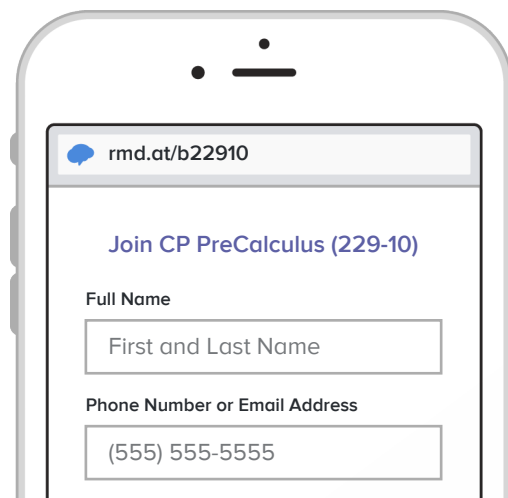 rmd.at/b22910
Join CP PreCalculus (229-10)
Full Name
First and Last Name
Phone Number or Email Address
(555) 555-5555